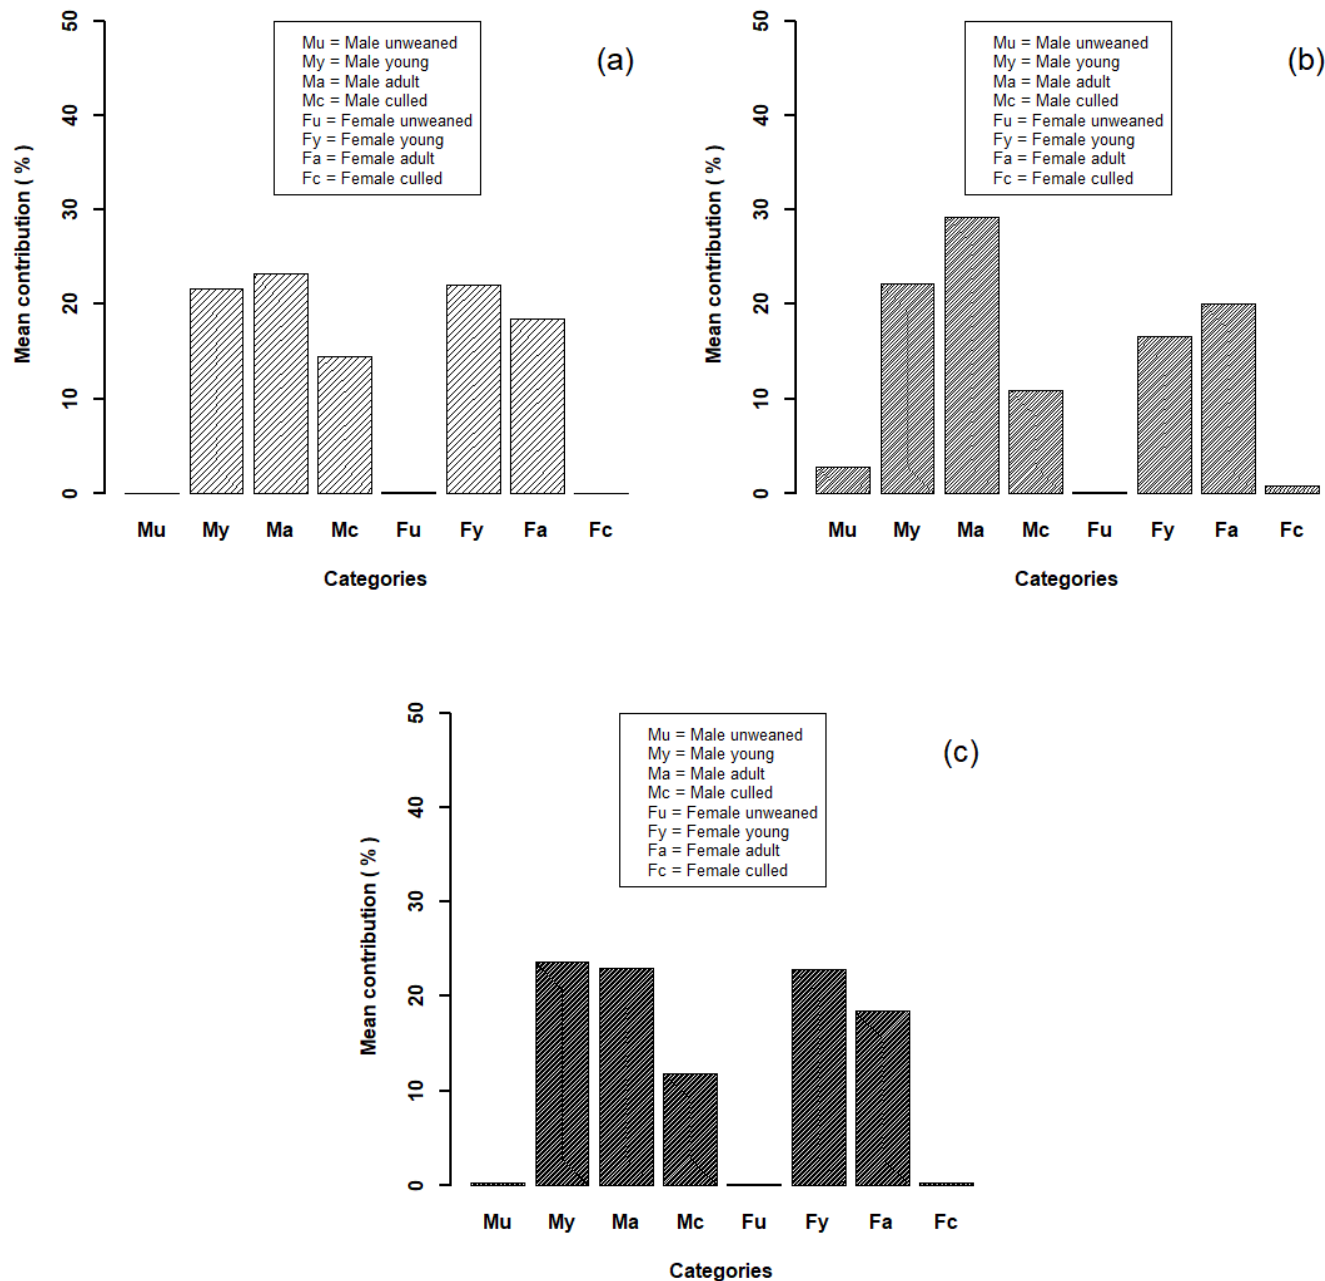 50
40
30
20
10
0
Mean contribution ( % )
Mu = Male unweaned
My = Male young
Ma = Male adult
Mc = Male culled
Fu = Female unweaned
Fy = Female young
Fa = Female adult
Fc = Female culled
(a)
Mu My Ma Mc Fu Fy Fa Fc
Categories
50
40
30
20
10
0
Mean contribution ( % )
Mu = Male unweaned
My = Male young
Ma = Male adult
Mc = Male culled
Fu = Female unweaned
Fy = Female young
Fa = Female adult
Fc = Female culled
(b)
Mu My Ma Mc Fu Fy Fa Fc
Categories
50
40
30
20
10
0
Mean contribution ( % )
Mu = Male unweaned
My = Male young
Ma = Male adult
Mc = Male culled
Fu = Female unweaned
Fy = Female young
Fa = Female adult
Fc = Female culled
(c)
Mu My Ma Mc Fu Fy Fa Fc
Categories